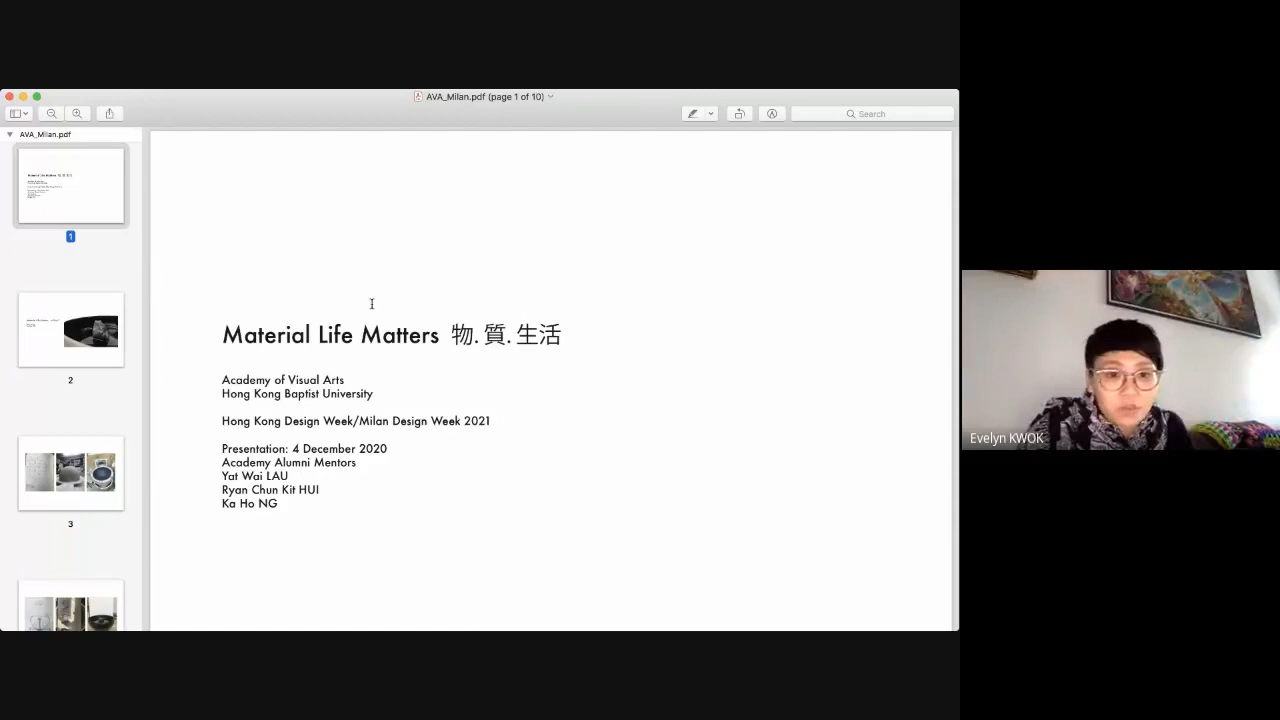 AVA_Milan.pdf (page 1 of 10)
Search
AVA_Milan.pdf
1
2
3
Material Life Matters 物. 質. 生活
Academy of Visual Arts
Hong Kong Baptist University
Hong Kong Design Week/Milan Design Week 2021
Presentation: 4 December 2020
Academy Alumni Mentors
Yat Wai LAU
Ryan Chun Kit HUI
Ka Ho NG
Evelyn KWOK